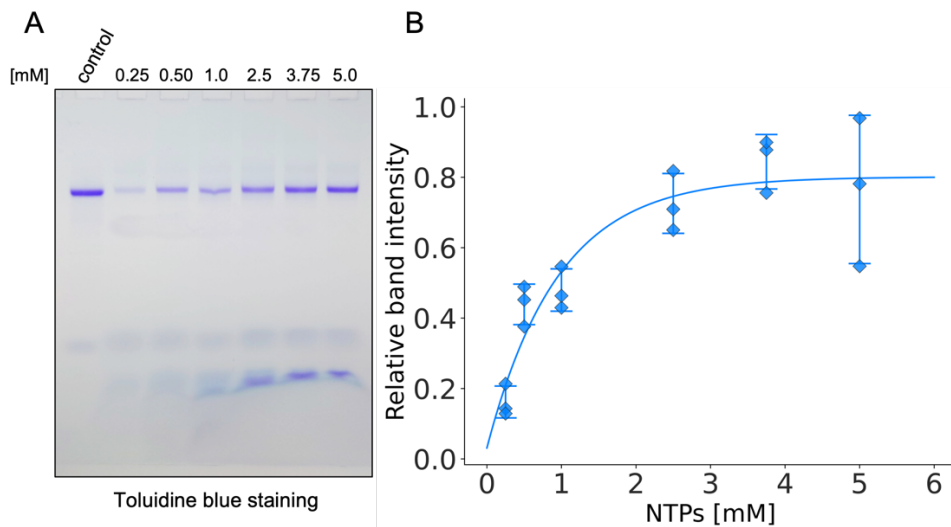 A
control
[mM] 0.25 0.50 1.0 2.5 3.75 5.0
Toluidine blue staining
B
Relative band intensity
1.0
0.8
0.6
0.4
0.2
0.0
0 1 2 3 4 5 6
NTPs [mM]